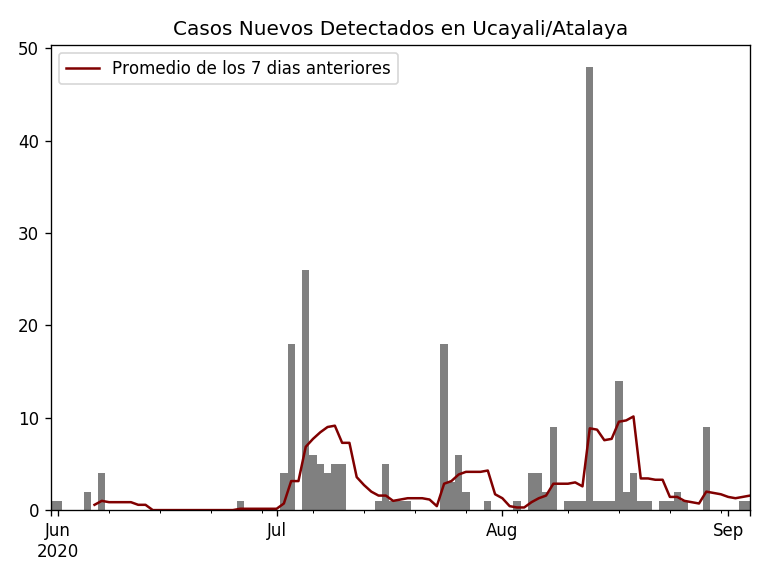 Casos Nuevos Detectados en Ucayali/Atalaya
Promedio de los 7 dias anteriores
50
40
30
20
10
0
Jun
2020
Jul
Aug
Sep